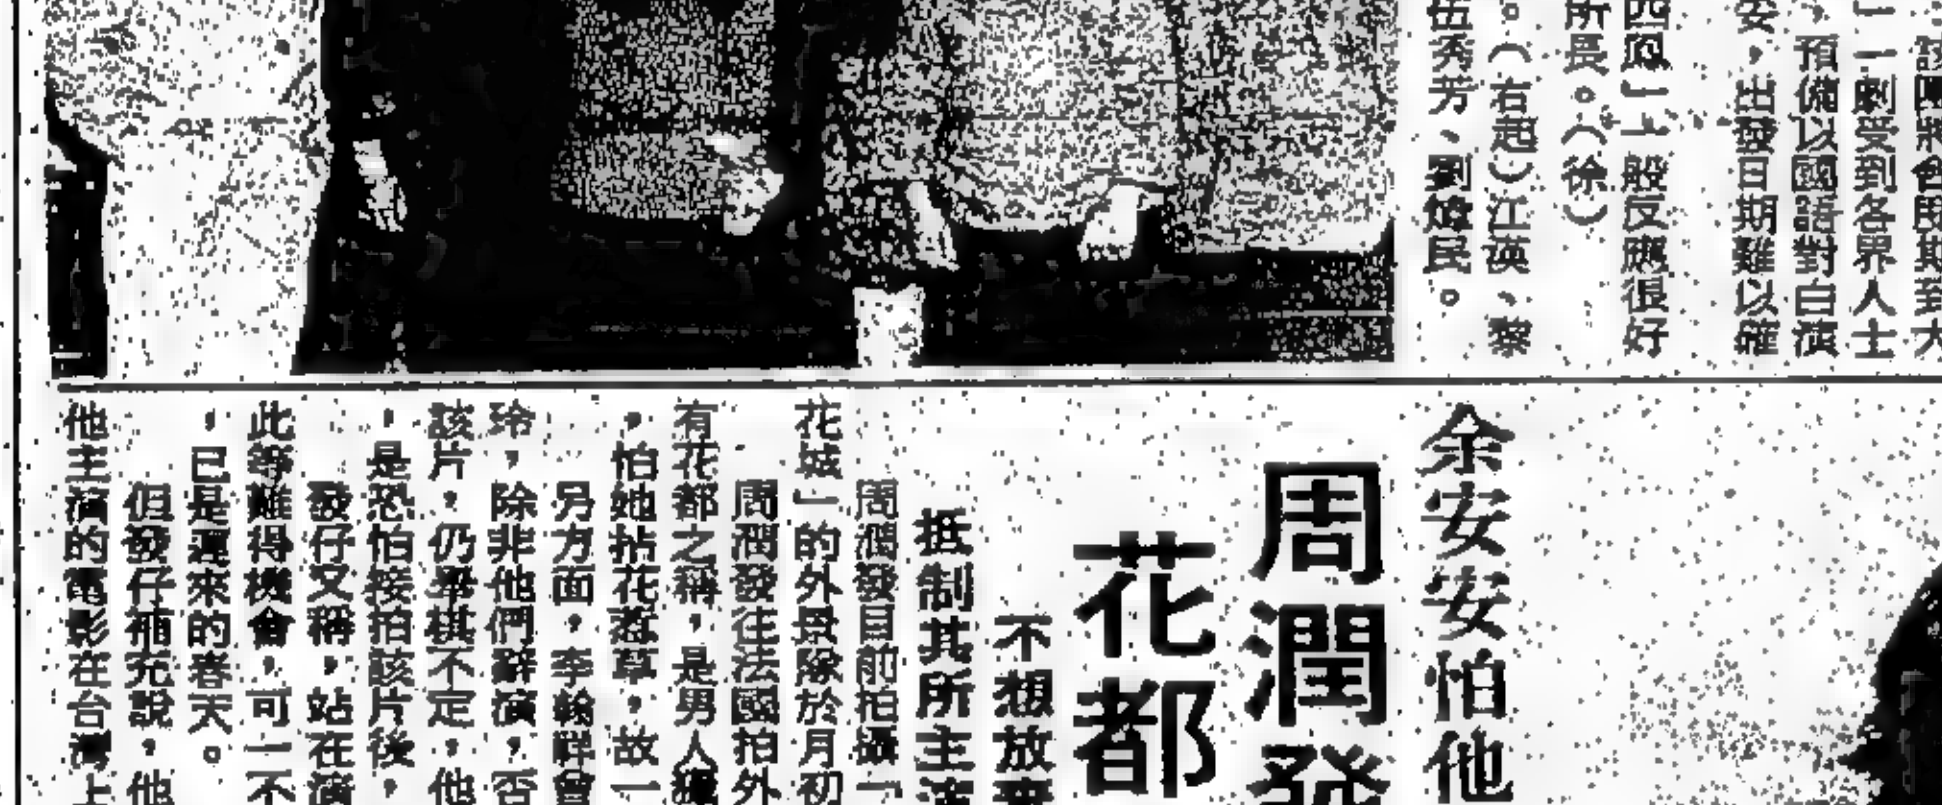 該團將會由期到大
」一劇受到各界人士
，預備以國語對白演
安，出發日期難以確
四鳳」上般反應很好
所長。（徐）
。（右起）江漢、黎
伍秀芳、劉 民。
余安安怕他
周潤發
花都
不想放棄
抵制其所主演
周潤發目前拍攝一
花城」的外景隊於月初
周潤發往法國拍外
有花都之稱，是男人
，怕她拈花惹草，故一
另方面，李翰祥曾
玲，除非他們辭演，否
該片，仍舉棋不定，他
，是恐怕接拍該片後，
發仔又稱，站在演
此等難得機會，可一不
，已是遲來的春天。
但發仔補充說，他
他主演的電影在台灣上